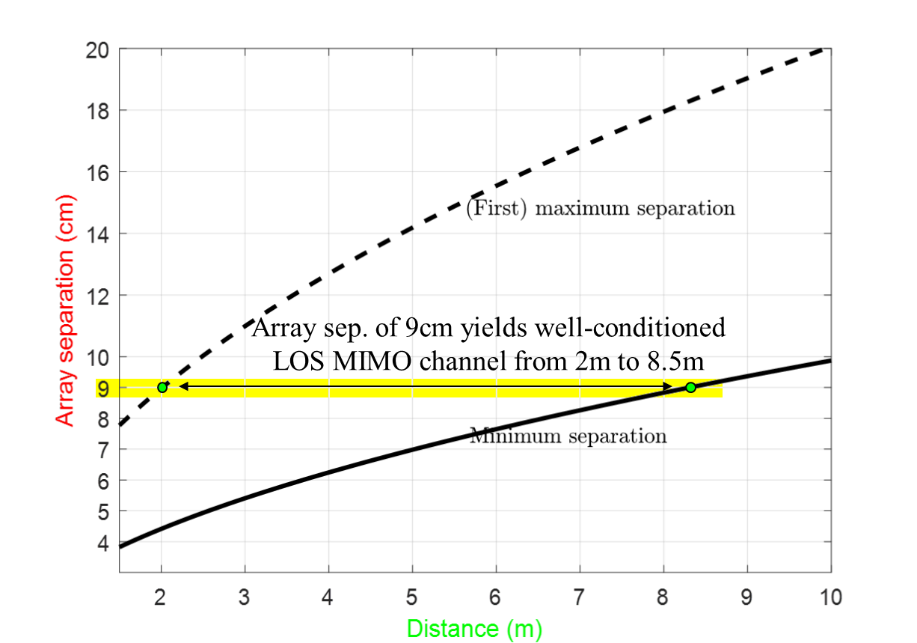 20
18
16
14
12
10
9
8
7
6
5
4
Array separation (cm)
(First) maximum separation
Array sep. of 9cm yields well-conditioned
LOS MIMO channel from 2m to 8.5m
Minimum separation
2 3 4 5 6 7 8 9 10
Distance (m)